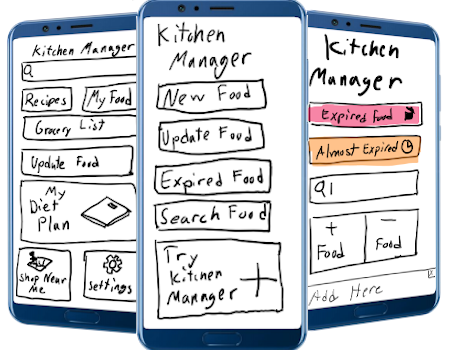 Kitchen Manager
Recipes
My Food
Grocery List
Update Food
My
Diet
Plan
Shop Near
Me
Settings
Kitchen
Manager
New Food
Update Food
Expired Food
Search Food
Try
Kitchen
Manager
Kitchen
Manager
Expired food
Almost Expired
+
Food
−
Food
Add Here